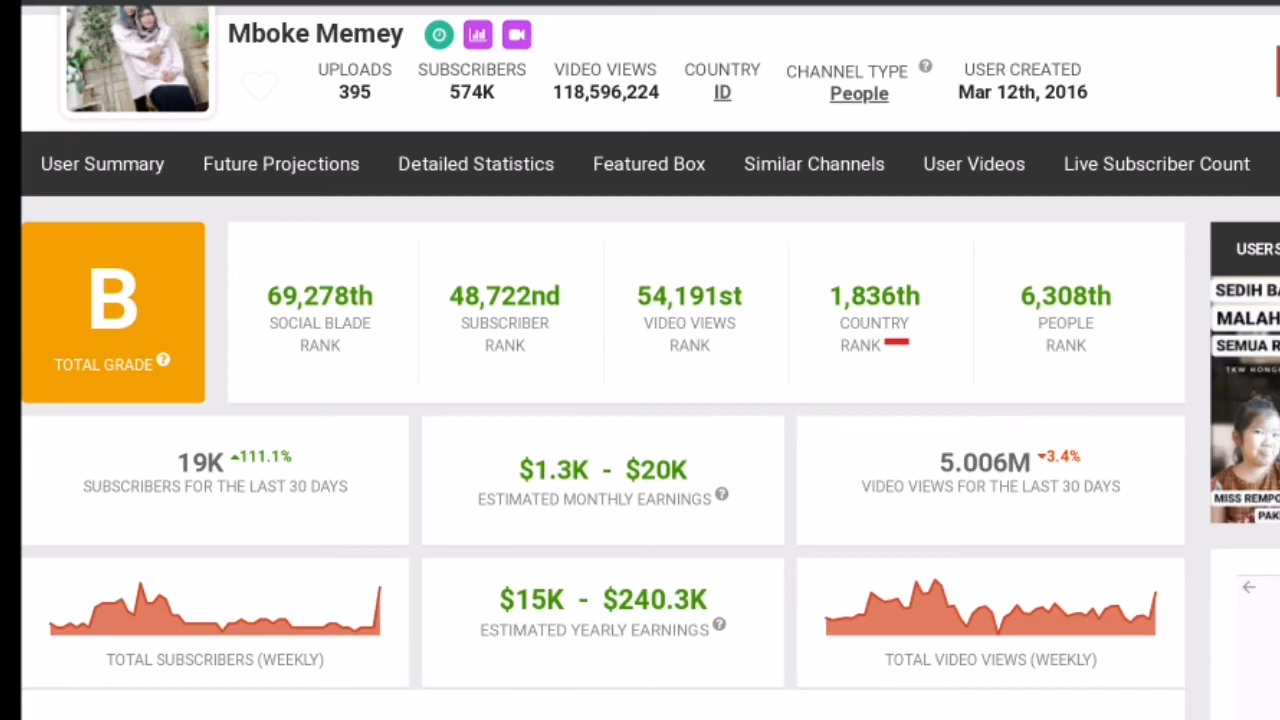 Mboke Memey
UPLOADS
395
SUBSCRIBERS
574K
VIDEO VIEWS
118,596,224
COUNTRY
ID
CHANNEL TYPE ?
People
USER CREATED
Mar 12th, 2016
User Summary
Future Projections
Detailed Statistics
Featured Box
Similar Channels
User Videos
Live Subscriber Count
B
TOTAL GRADE ?
69,278th
SOCIAL BLADE
RANK
48,722nd
SUBSCRIBER
RANK
54,191st
VIDEO VIEWS
RANK
1,836th
COUNTRY
RANK
6,308th
PEOPLE
RANK
19K 111.1%
SUBSCRIBERS FOR THE LAST 30 DAYS
$1.3K - $20K
ESTIMATED MONTHLY EARNINGS ?
5.006M 3.4%
VIDEO VIEWS FOR THE LAST 30 DAYS
TOTAL SUBSCRIBERS (WEEKLY)
$15K - $240.3K
ESTIMATED YEARLY EARNINGS ?
TOTAL VIDEO VIEWS (WEEKLY)
SEDIH
SEMUA
TKW
MISS